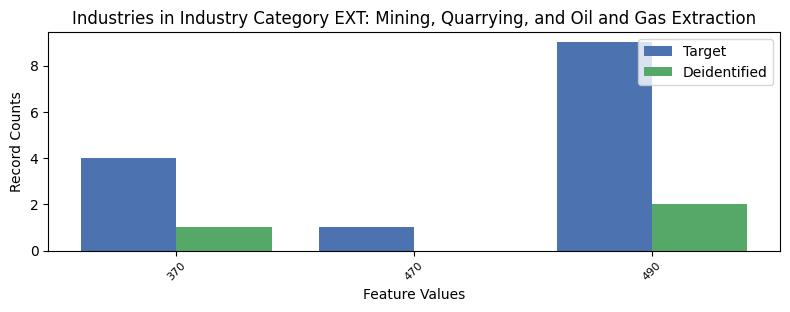 Industries in Industry Category EXT: Mining, Quarrying, and Oil and Gas Extraction
Target
Deidentified
Record Counts
8
6
4
2
0
370
470
490
Feature Values